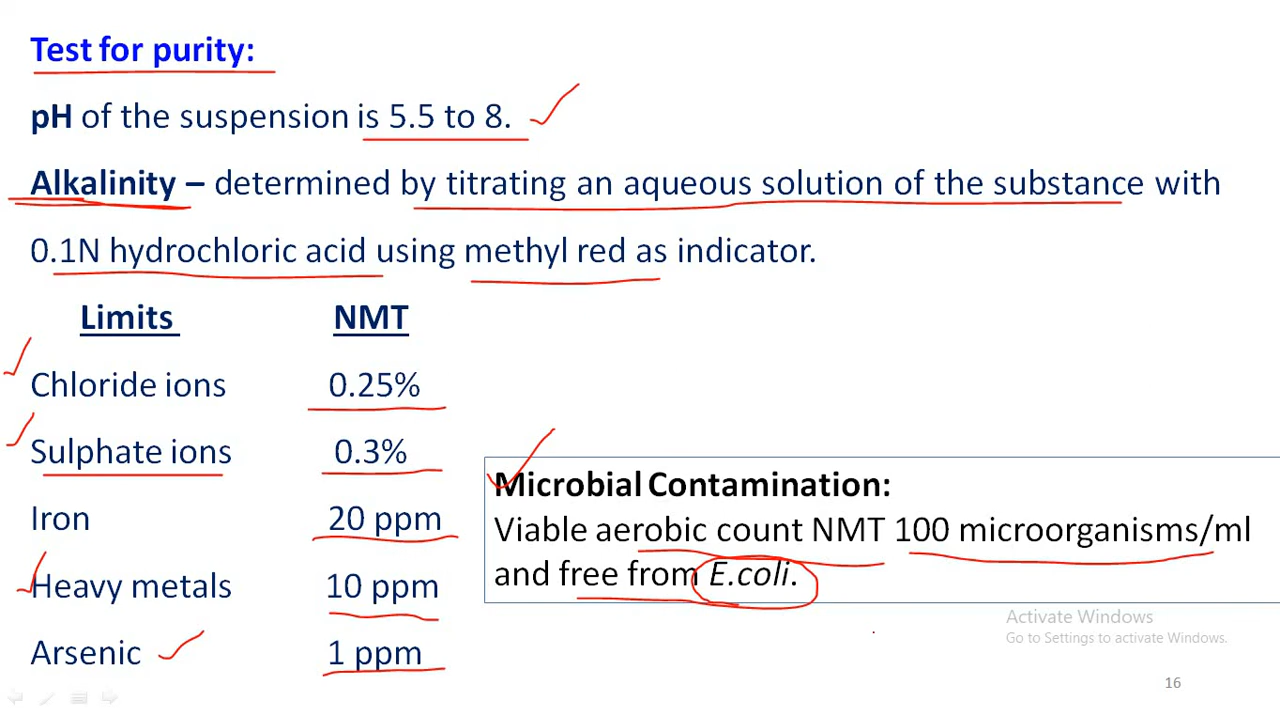 Test for purity:
pH of the suspension is 5.5 to 8.
Alkalinity – determined by titrating an aqueous solution of the substance with
0.1N hydrochloric acid using methyl red as indicator.
Limits NMT
Chloride ions 0.25%
Sulphate ions 0.3%
Iron 20 ppm
Heavy metals 10 ppm
Arsenic 1 ppm
Microbial Contamination:
Viable aerobic count NMT 100 microorganisms/ml
and free from E.coli.
Activate Windows
Go to Settings to activate Windows.
16